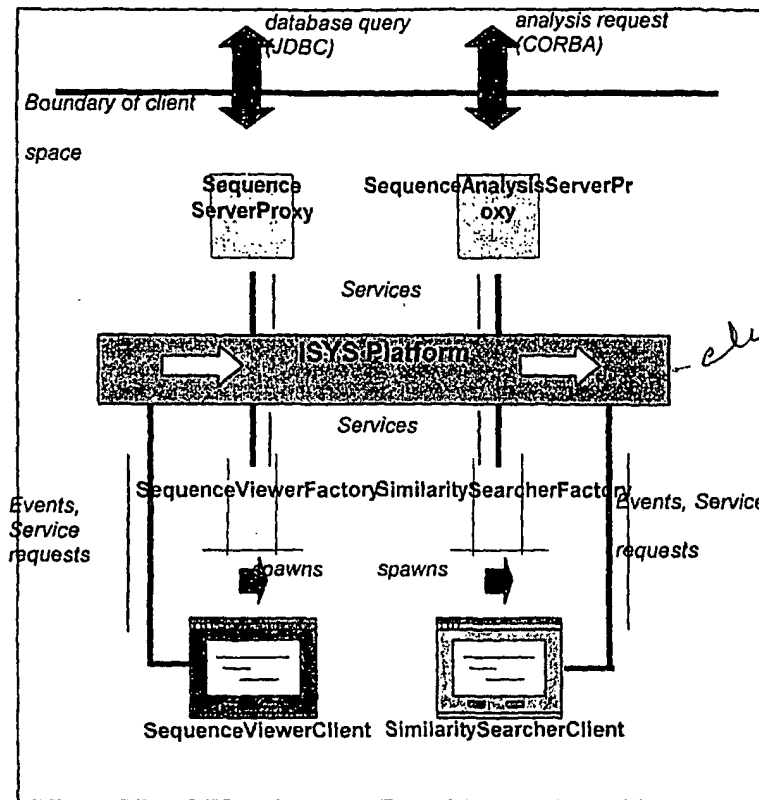 database query
(JDBC)
analysis request
(CORBA)
Boundary of client
space
Sequence
ServerProxy
SequenceAnalysisServerPr
oxy
Services
ISYS Platform
Services
SequenceViewerFactory
SimilaritySearcherFactory
Events,
Service
requests
Events, Service
requests
spawns
spawns
SequenceViewerClient
SimilaritySearcherClient